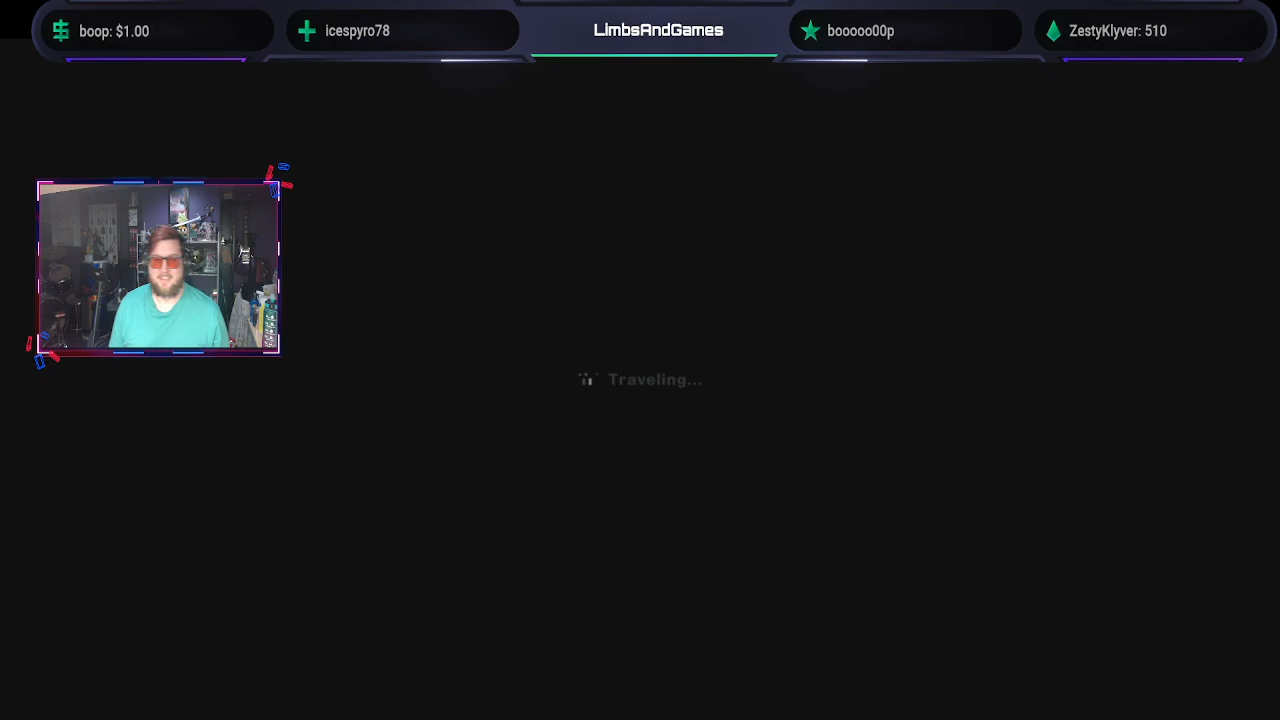 boop: $1.00
icespyro78
LimbsAndGames
booooo00p
ZestyKlyver: 510
Traveling...